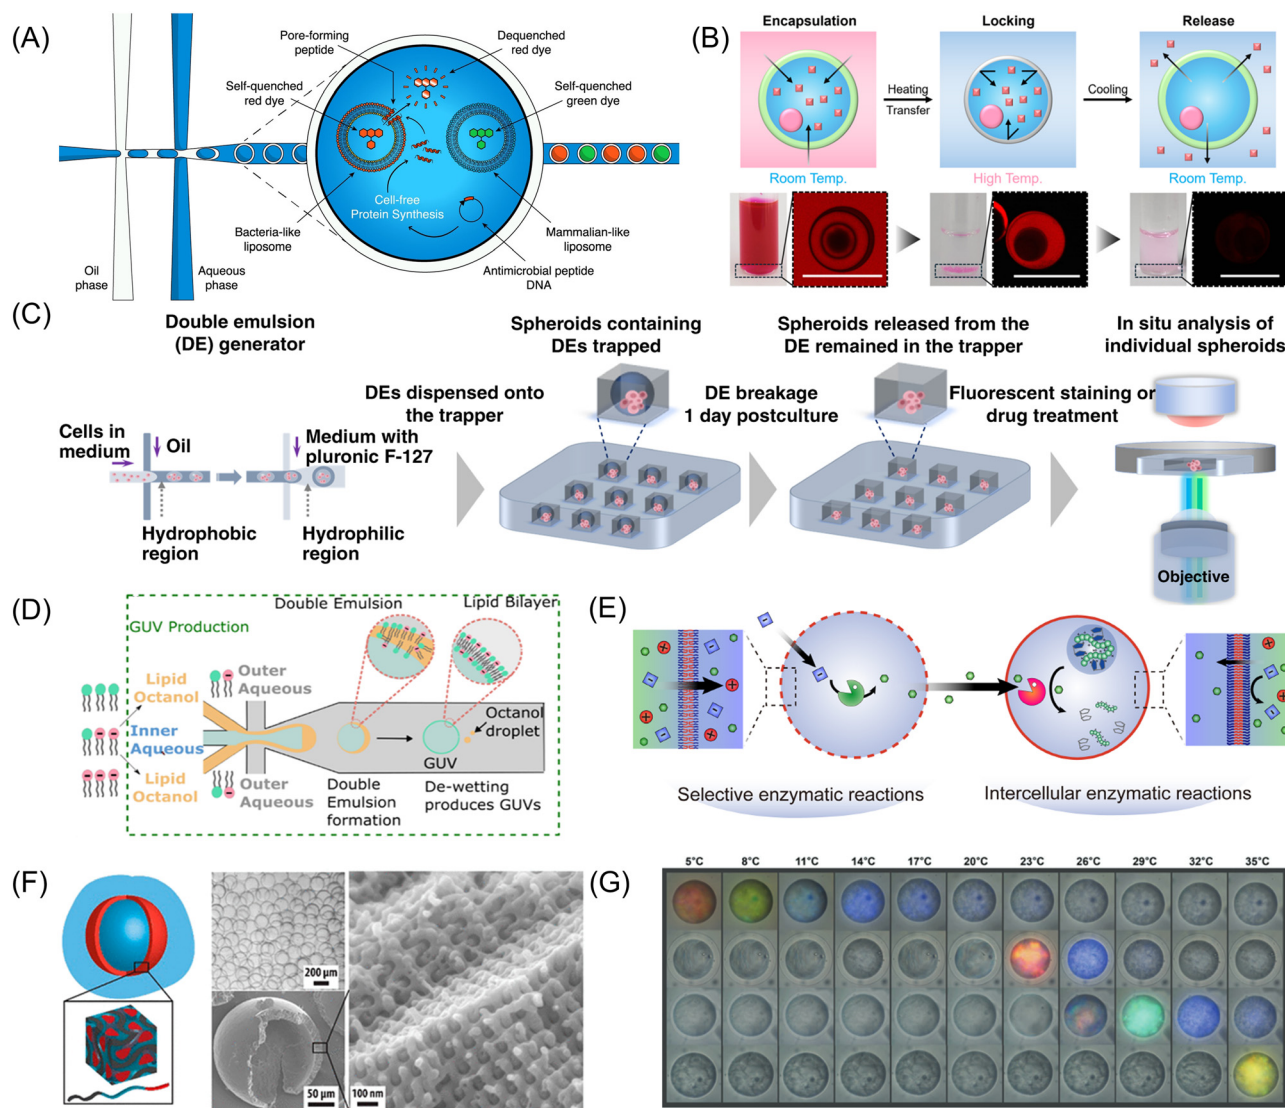 (A)
Pore-forming
peptide
Dequenched
red dye
Self-quenched
red dye
Self-quenched
green dye
Cell-free
Protein Synthesis
Bacteria-like
liposome
Mammalian-like
liposome
Oil
phase
Aqueous
phase
Antimicrobial peptide
DNA
(B)
Encapsulation
Locking
Release
Heating
Transfer
Cooling
Room Temp.
High Temp.
Room Temp.
(C)
Double emulsion
(DE) generator
Spheroids containing
DEs trapped
Spheroids released from the
DE remained in the trapper
In situ analysis of
individual spheroids
DEs dispensed onto
the trapper
DE breakage
1 day postculture
Fluorescent staining or
drug treatment
Cells in
medium
Oil
Medium with
pluronic F-127
Hydrophobic
region
Hydrophilic
region
Objective
(D)
GUV Production
Double Emulsion
Lipid Bilayer
Lipid
Octanol
Outer
Aqueous
Inner
Aqueous
Lipid
Octanol
Outer
Aqueous
Octanol
droplet
GUV
Double
Emulsion
formation
De-wetting
produces GUVs
(E)
Selective enzymatic reactions
Intercellular enzymatic reactions
(F)
200 µm
50 µm
100 nm
(G)
5°C 8°C 11°C 14°C 17°C 20°C 23°C 26°C 29°C 32°C 35°C